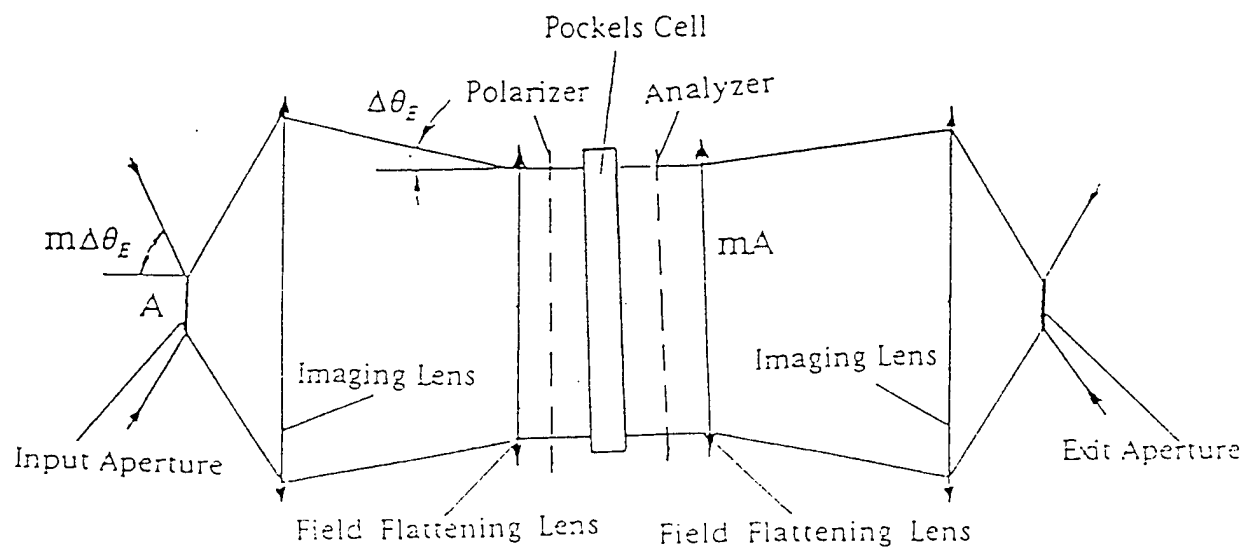 Pockels Cell
Δθ_E
Polarizer
Analyzer
mΔθ_E
A
mA
Imaging Lens
Imaging Lens
Input Aperture
Exit Aperture
Field Flattening Lens
Field Flattening Lens